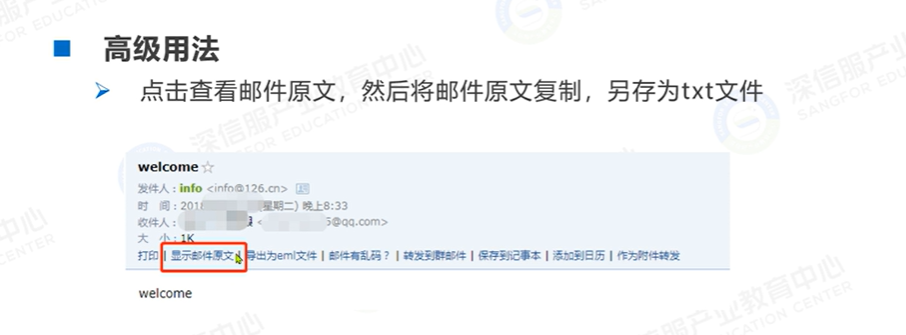 高级用法
点击查看邮件原文，然后将邮件原文复制，另存为txt文件
welcome☆
发件人：info <info@126.cn>
时 间：2018 (星期二) 晚上8:33
收件人： < 5@qq.com>
大 小：1K
打印 | 显示邮件原文 | 导出为eml文件 | 邮件有乱码？ | 转发到群邮件 | 保存到记事本 | 添加到日历 | 作为附件转发
welcome
深信服产业教育中心
SANGFOR EDUCATION CENTER